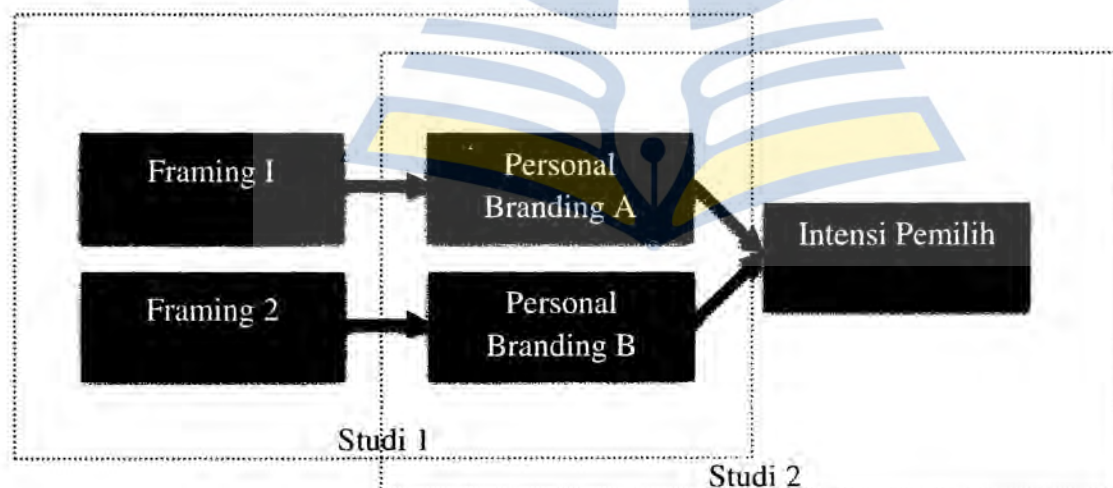 Framing I
Personal
Branding A
Intensi Pemilih
Framing 2
Personal
Branding B
Studi 1
Studi 2